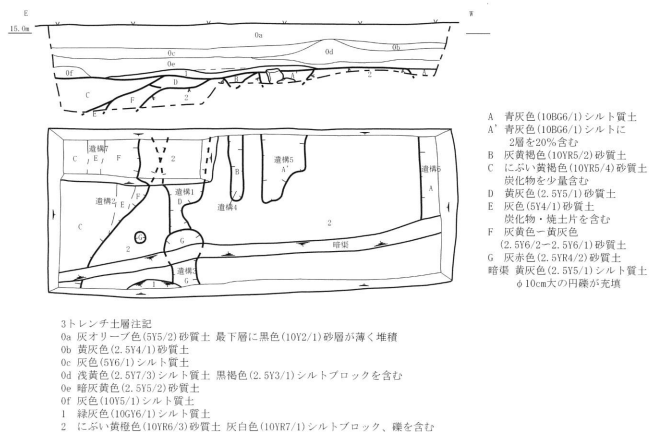 E
W
15.0m
0a
0c
0d
0b
0e
0f
1
D
2
B
A'
2
A
C
F
2
E
遺構7
C
E
F
2
遺構2
E
F
C
遺構1
D
B
遺構4
遺構5
A'
遺構6
A
2
G
2
暗渠
遺構3
G
1
A 青灰色(10BG6/1)シルト質土
A' 青灰色(10BG6/1)シルトに
2層を20%含む
B 灰黄褐色(10YR5/2)砂質土
C にぶい黄褐色(10YR5/4)砂質土
炭化物を少量含む
D 黄灰色(2.5Y5/1)砂質土
E 灰色(5Y4/1)砂質土
炭化物・焼土片を含む
F 灰黄色ー黄灰色
(2.5Y6/2ー2.5Y6/1)砂質土
G 灰赤色(2.5YR4/2)砂質土
暗渠 黄灰色(2.5Y5/1)シルト質土
φ10cm大の円礫が充填
3トレンチ土層注記
0a 灰オリーブ色(5Y5/2)砂質土 最下層に黒色(10Y2/1)砂層が薄く堆積
0b 黄灰色(2.5Y4/1)砂質土
0c 灰色(5Y6/1)シルト質土
0d 浅黄色(2.5Y7/3)シルト質土 黒褐色(2.5Y3/1)シルトブロックを含む
0e 暗灰黄色(2.5Y5/2)砂質土
0f 灰色(10Y5/1)シルト質土
1 緑灰色(10GY6/1)シルト質土
2 にぶい黄橙色(10YR6/3)砂質土 灰白色(10YR7/1)シルトブロック、礫を含む